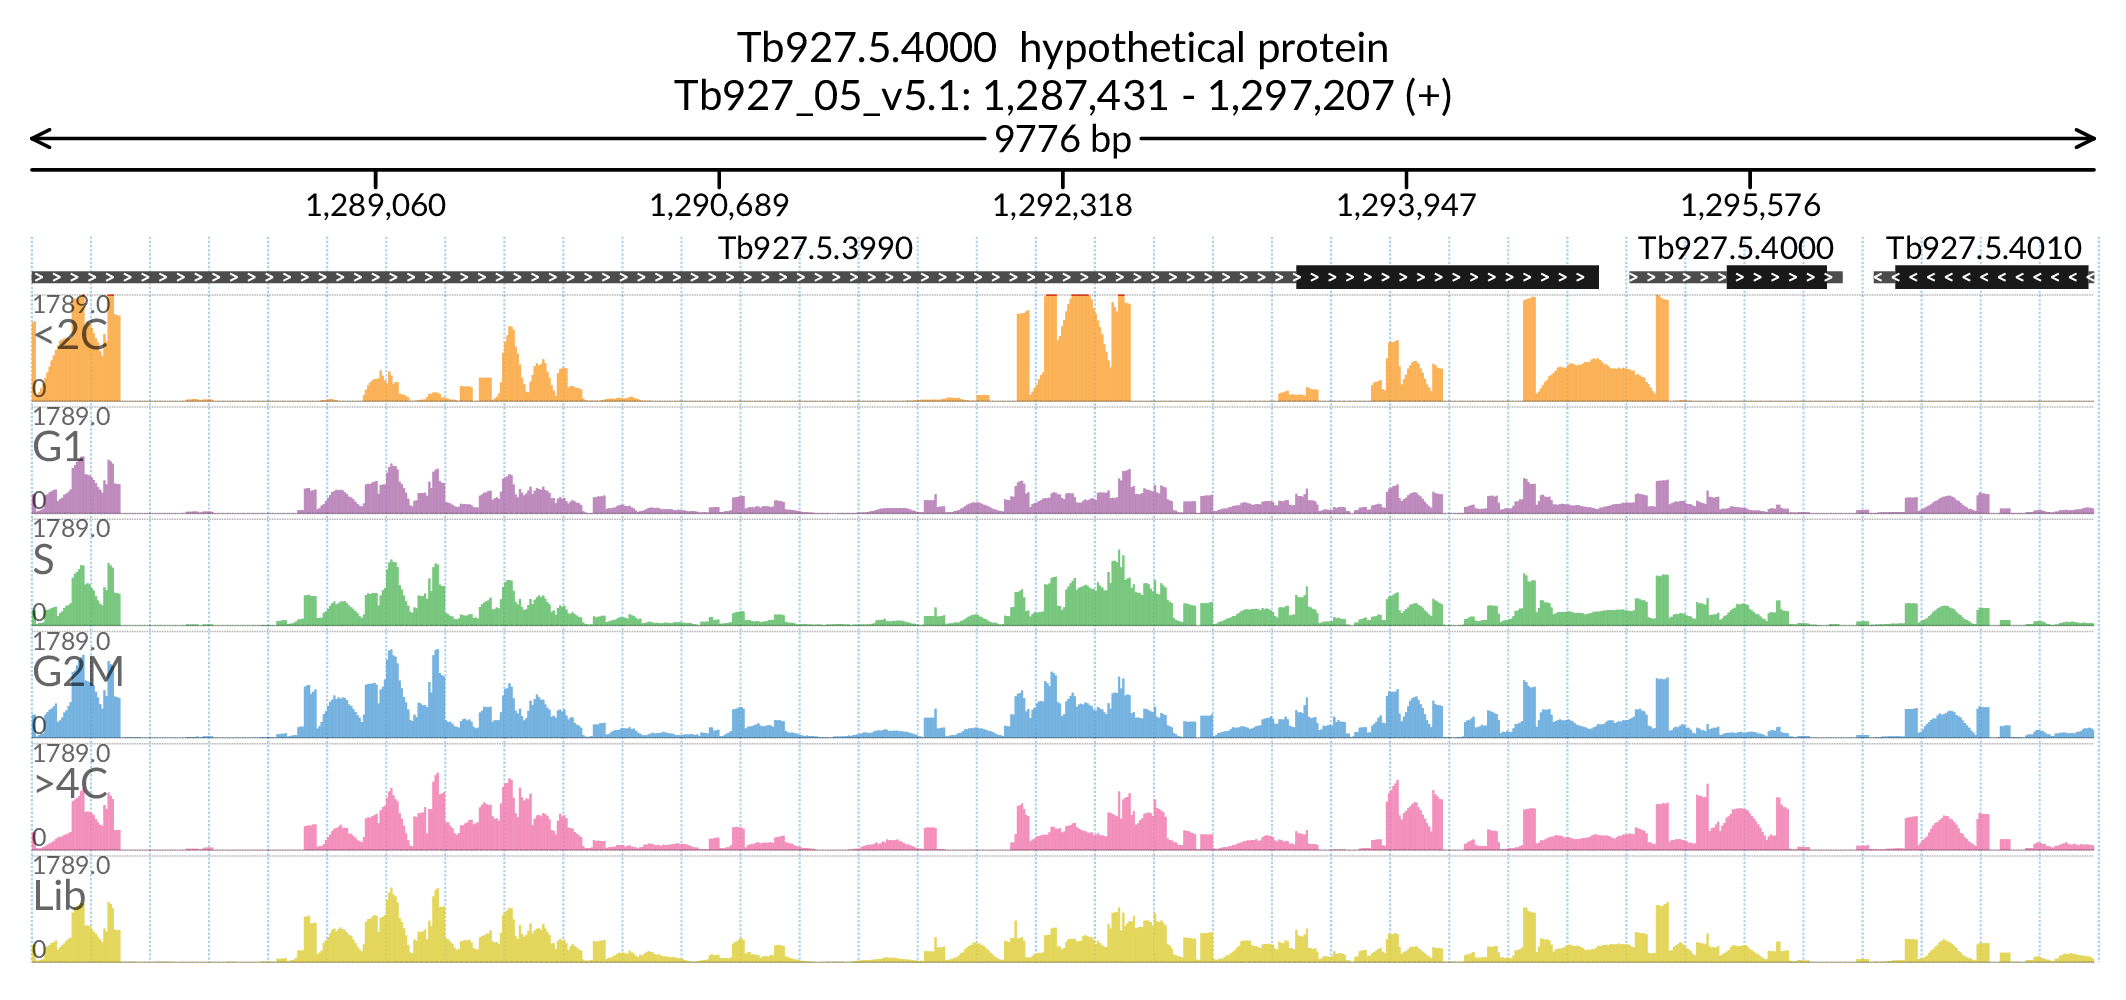 Tb927.5.4000  hypothetical protein
Tb927_05_v5.1: 1,287,431 - 1,297,207 (+)
9776 bp
1,289,060 1,290,689 1,292,318 1,293,947 1,295,576
Tb927.5.3990 Tb927.5.4000 Tb927.5.4010
1789.0
<2C
0
1789.0
G1
0
1789.0
S
0
1789.0
G2M
0
1789.0
>4C
0
1789.0
Lib
0